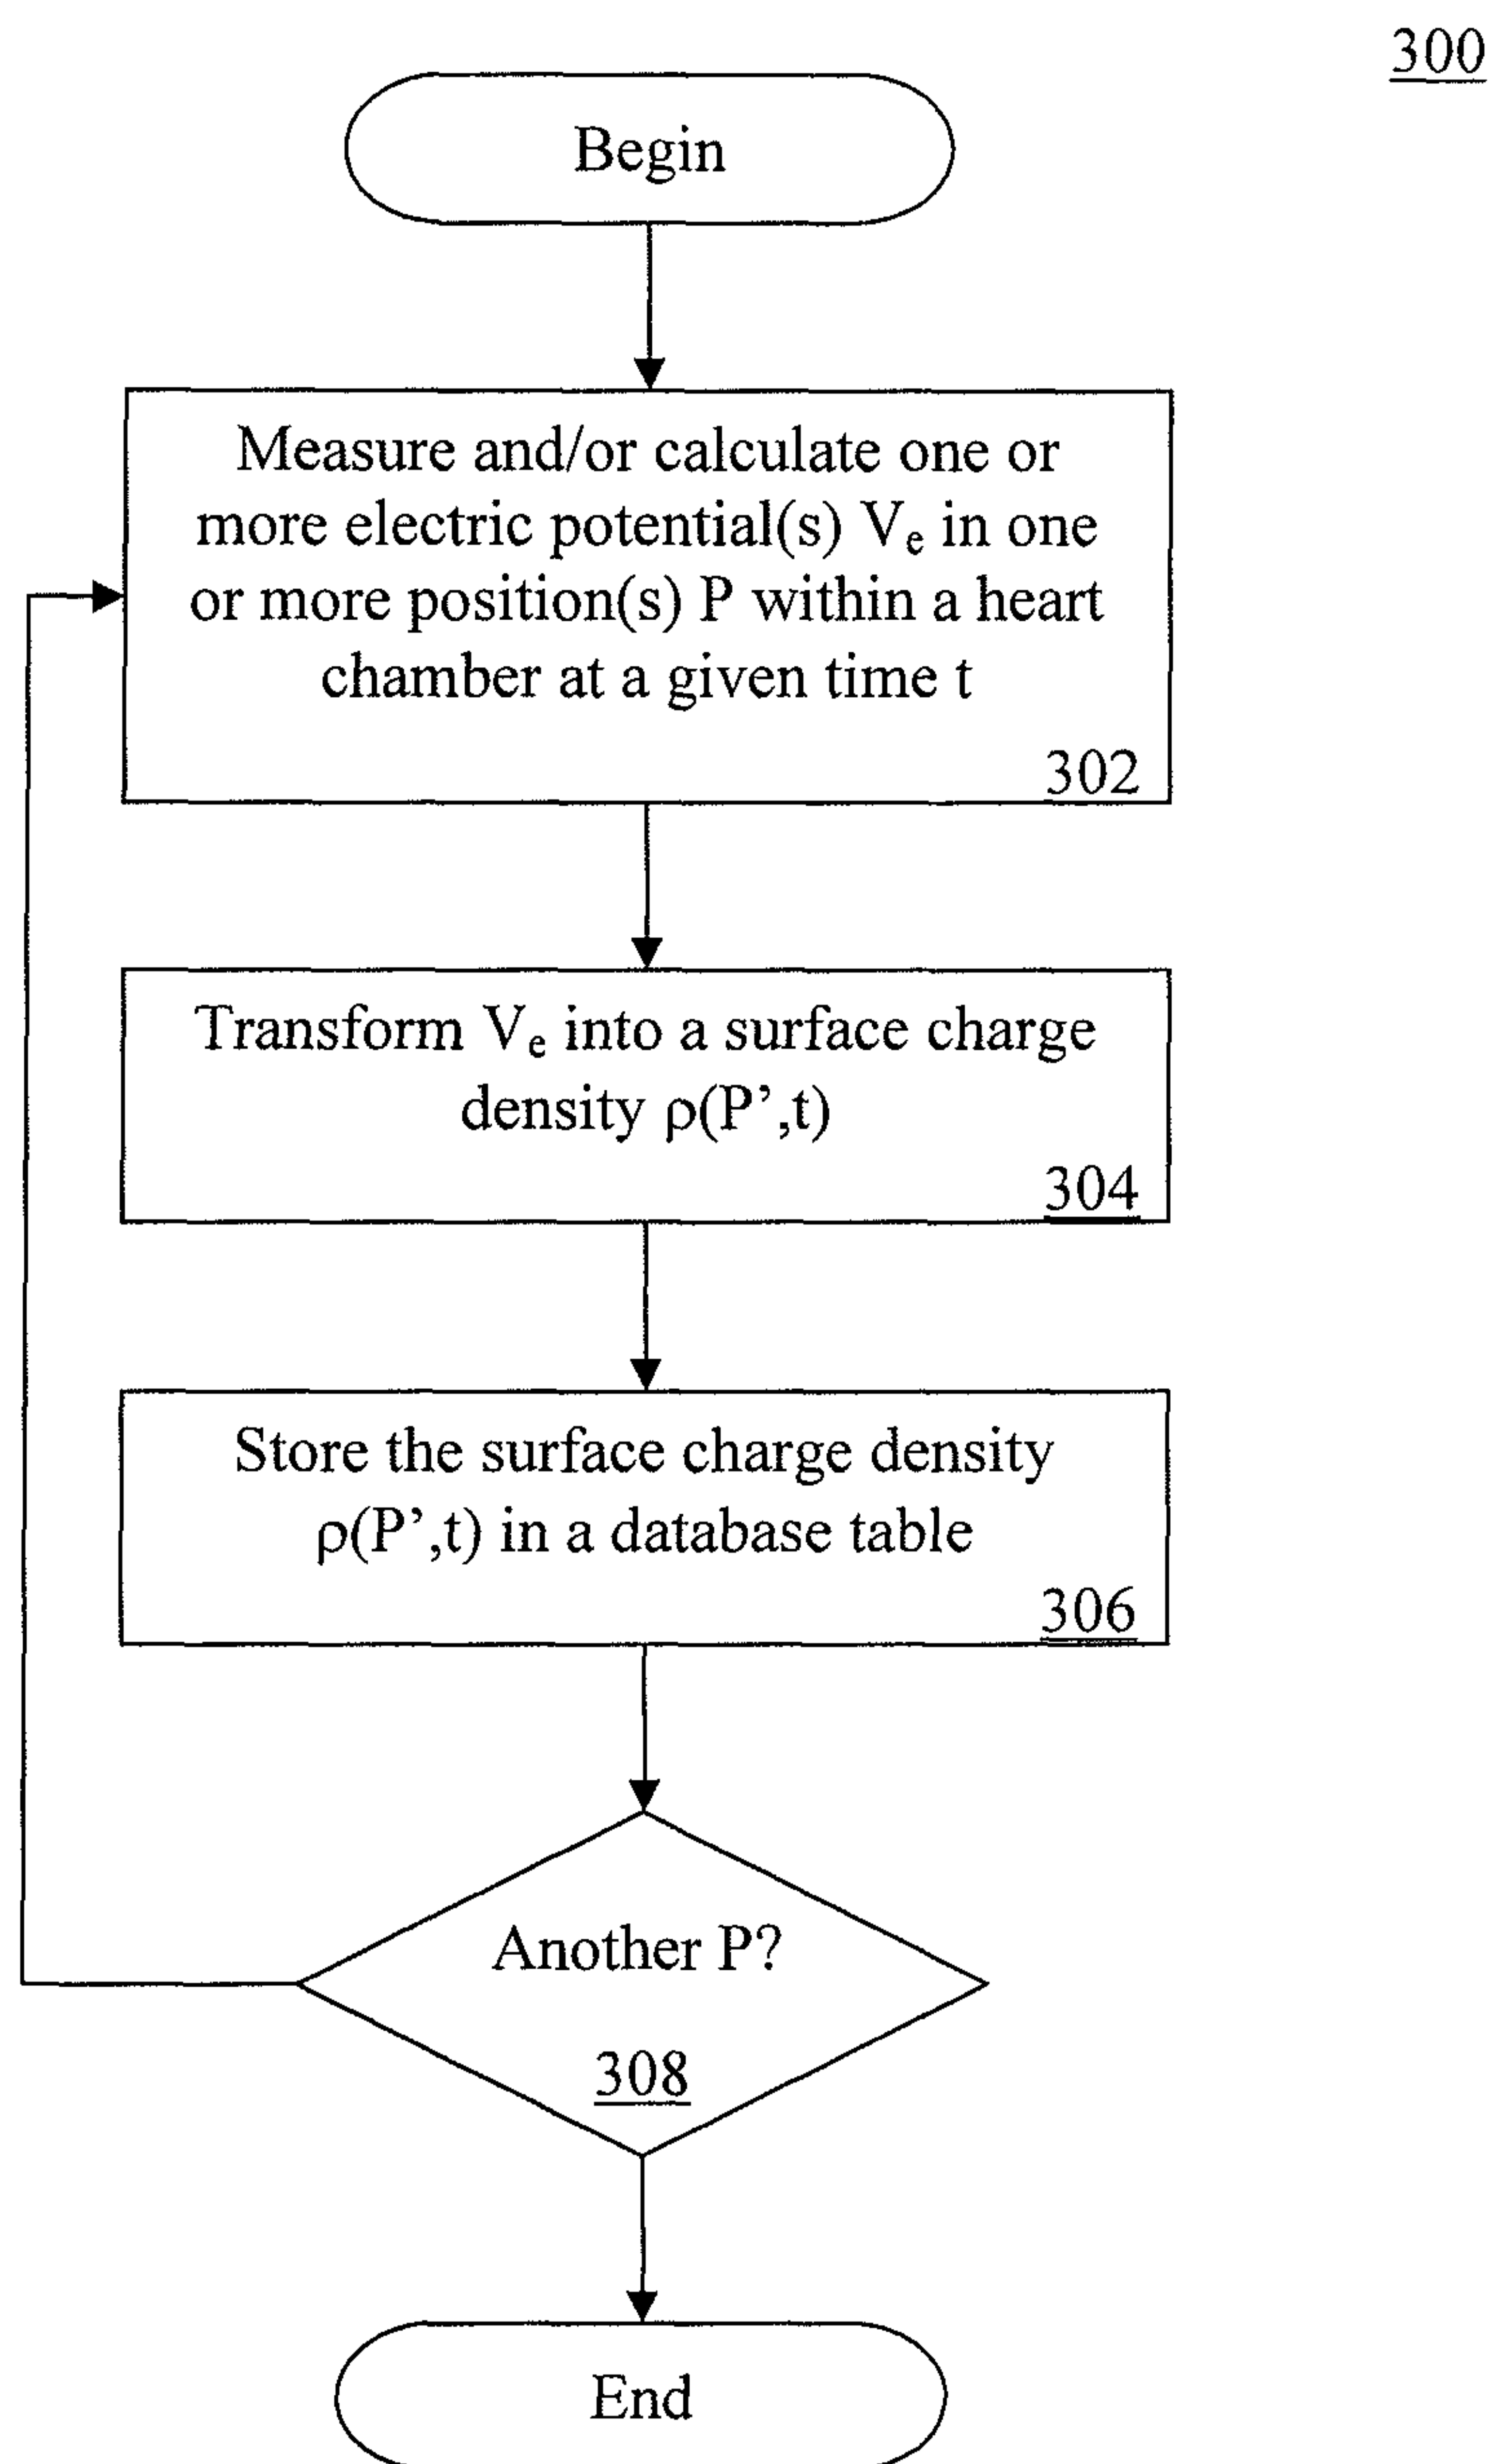 300
Begin
Measure and/or calculate one or
more electric potential(s) Vₑ in one
or more position(s) P within a heart
chamber at a given time t
302
Transform Vₑ into a surface charge
density ρ(P’,t)
304
Store the surface charge density
ρ(P’,t) in a database table
306
Another P?
308
End